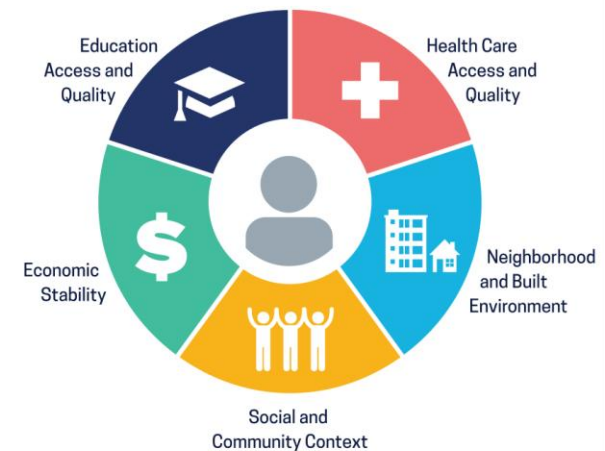 Education
Access and
Quality
Health Care
Access and
Quality
Economic
Stability
$
Neighborhood
and Built
Environment
Social and
Community Context